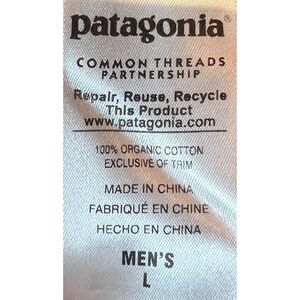 patagonia®
COMMON THREADS
PARTNERSHIP
Repair, Reuse, Recycle
This Product
www.patagonia.com
100% ORGANIC COTTON
EXCLUSIVE OF TRIM
MADE IN CHINA
FABRIQUÉ EN CHINE
HECHO EN CHINA
MEN'S
L